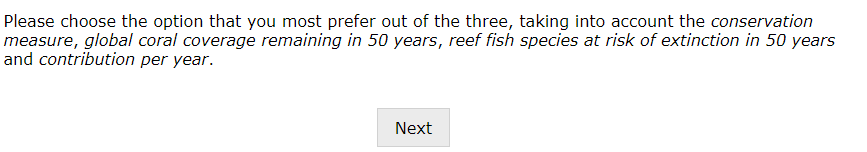 Please choose the option that you most prefer out of the three, taking into account the conservation
measure, global coral coverage remaining in 50 years, reef fish species at risk of extinction in 50 years
and contribution per year.
Next